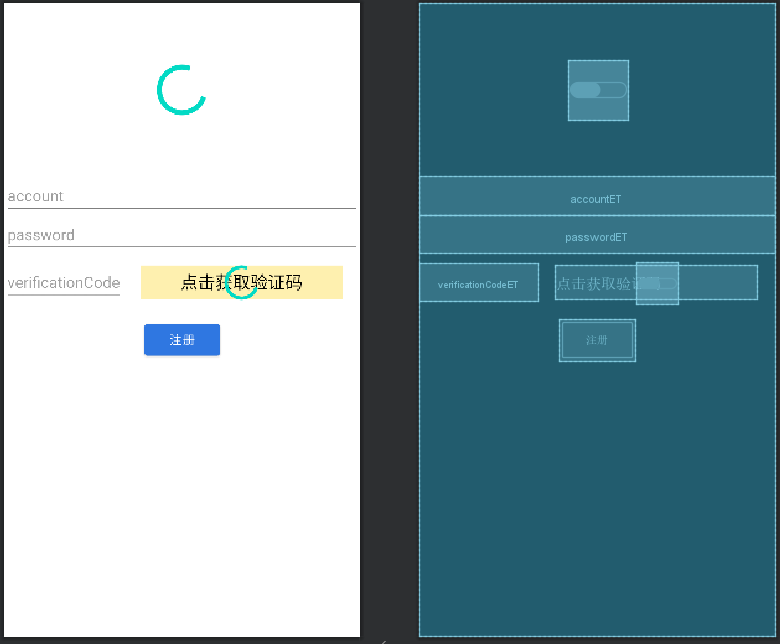 account
password
verificationCode
点击获取验证码
注册
accountET
passwordET
verificationCodeET
点击获取验证
注册